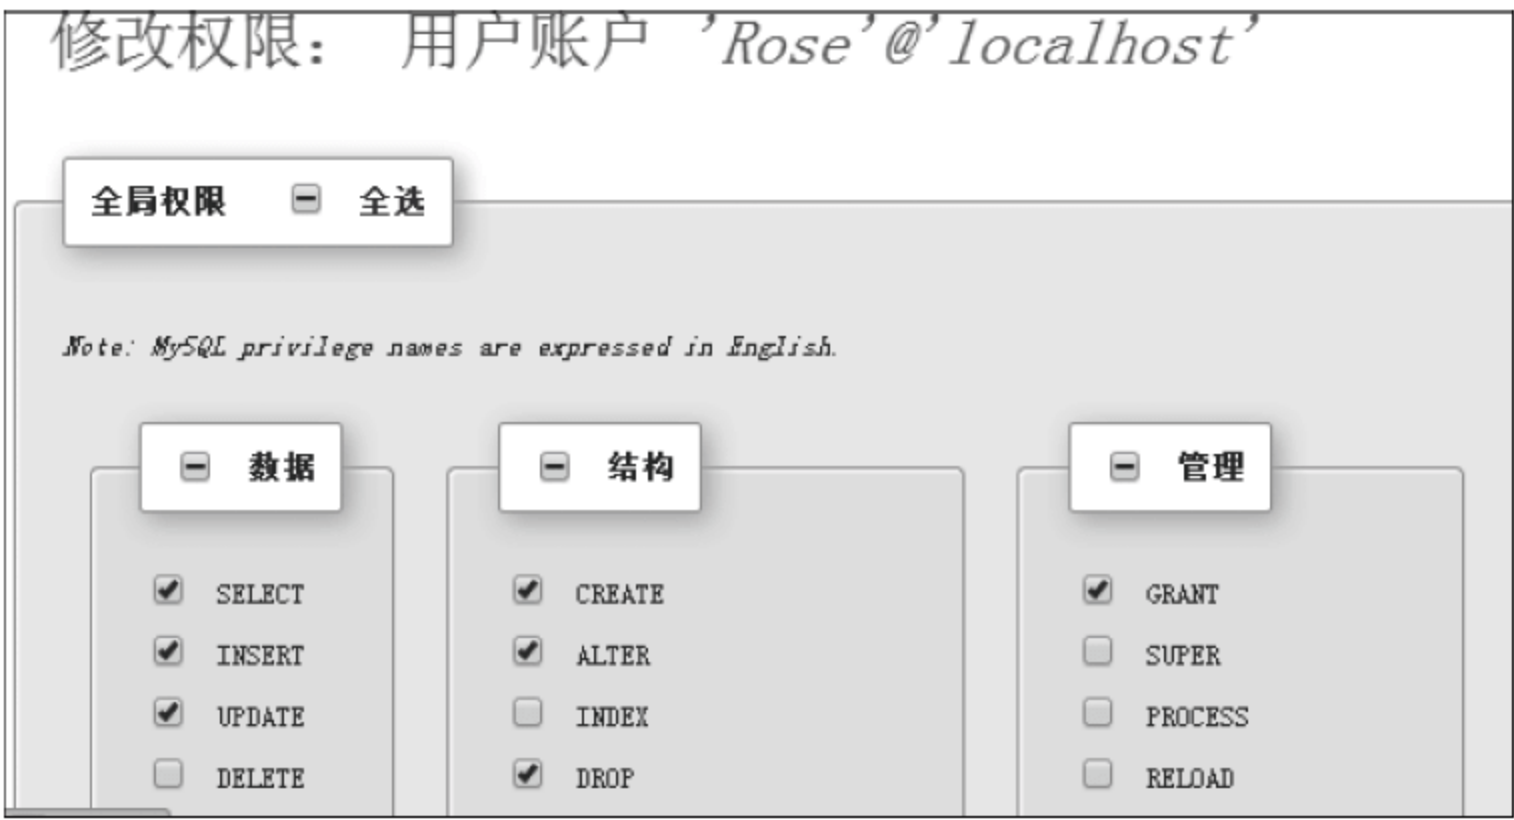 修改权限： 用户账户 'Rose'@'localhost'
全局权限 全选
Note: MySQL privilege names are expressed in English.
数据 结构 管理
SELECT CREATE GRANT
INSERT ALTER SUPER
UPDATE INDEX PROCESS
DELETE DROP RELOAD